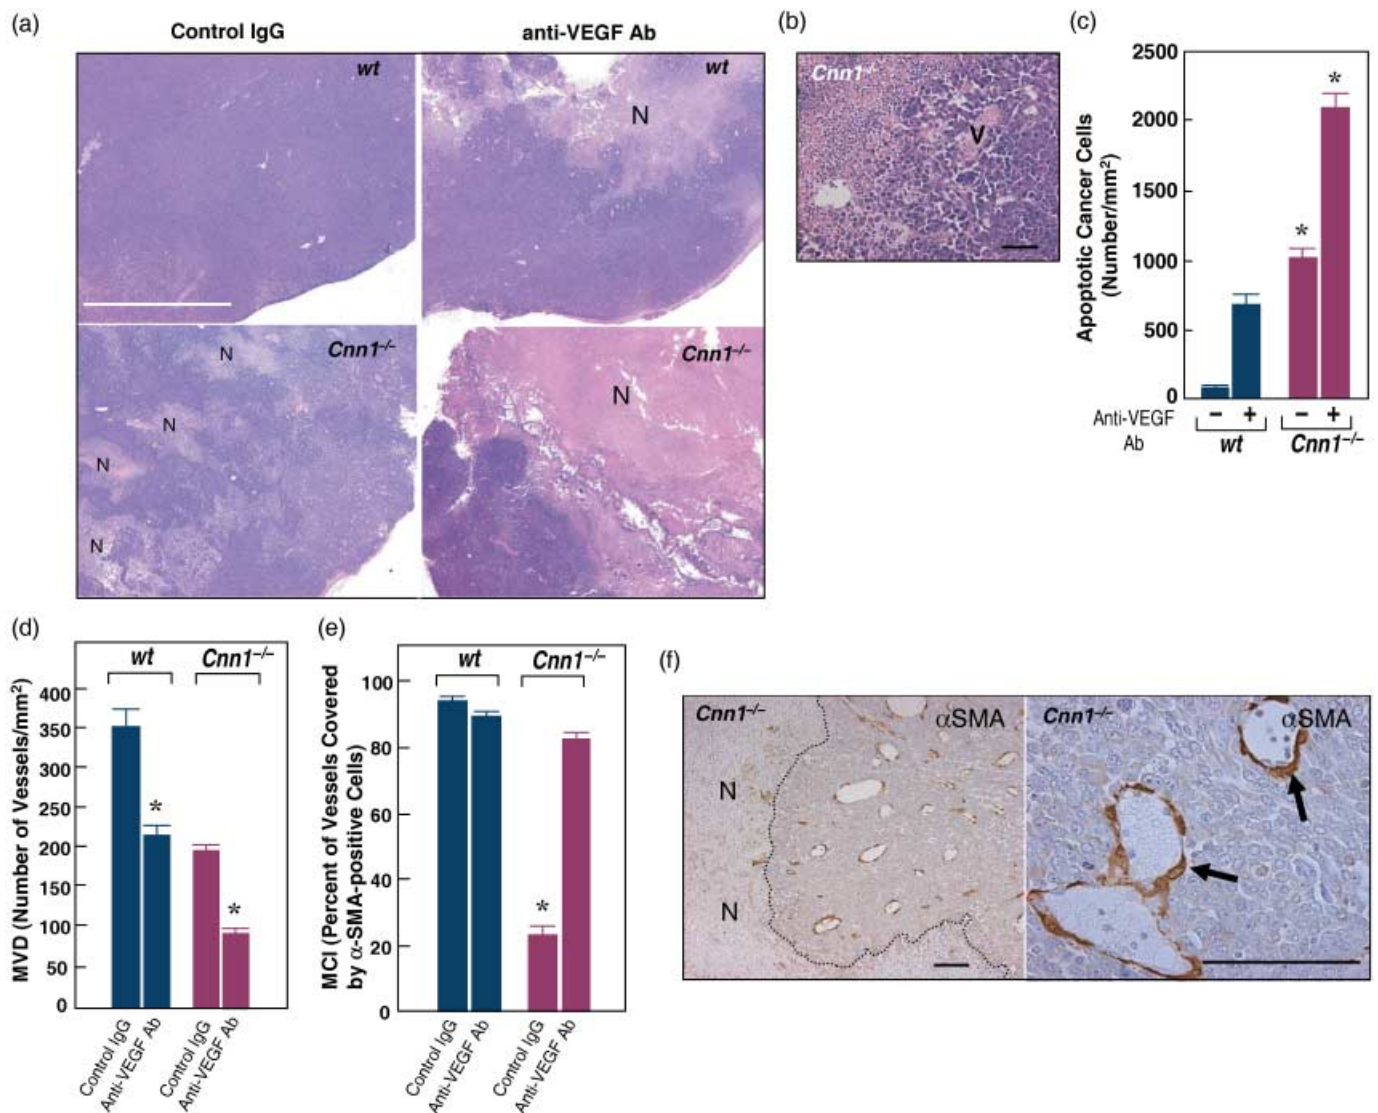 (a)
Control IgG
anti-VEGF Ab
wt
wt
N
Cnn1⁻/⁻
N
N
N
N
Cnn1⁻/⁻
N
(b)
Cnn1⁻/⁻
V
(c)
Apoptotic Cancer Cells
(Number/mm²)
2500
2000
1500
1000
500
0
*
*
Anti-VEGF
Ab
− + − +
wt Cnn1⁻/⁻
(d)
MVD (Number of Vessels/mm²)
wt Cnn1⁻/⁻
400
350
300
250
200
150
100
50
0
*
*
Control IgG
Anti-VEGF Ab
Control IgG
Anti-VEGF Ab
(e)
MCI (Percent of Vessels Covered
by α-SMA-positive Cells)
wt Cnn1⁻/⁻
100
80
60
40
20
0
*
Control IgG
Anti-VEGF Ab
Control IgG
Anti-VEGF Ab
(f)
Cnn1⁻/⁻
αSMA
N
N
Cnn1⁻/⁻
αSMA